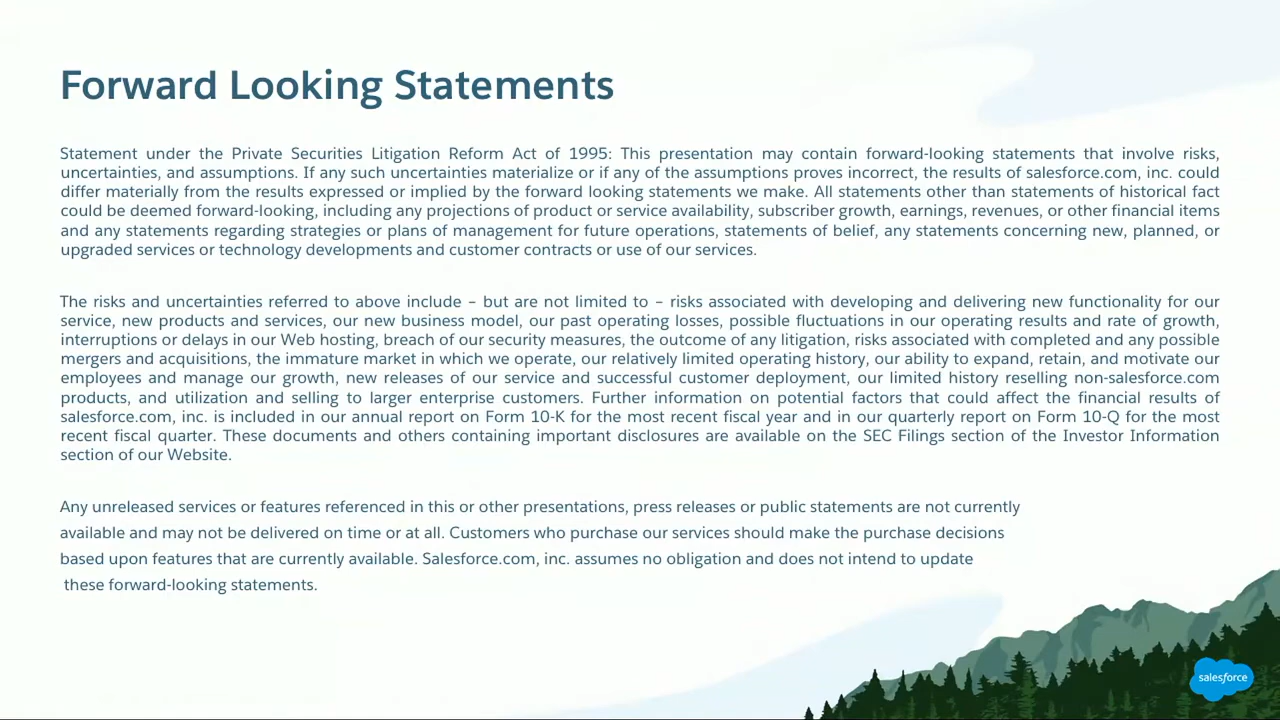 Forward Looking Statements
Statement under the Private Securities Litigation Reform Act of 1995: This presentation may contain forward-looking statements that involve risks,
uncertainties, and assumptions. If any such uncertainties materialize or if any of the assumptions proves incorrect, the results of salesforce.com, inc. could
differ materially from the results expressed or implied by the forward looking statements we make. All statements other than statements of historical fact
could be deemed forward-looking, including any projections of product or service availability, subscriber growth, earnings, revenues, or other financial items
and any statements regarding strategies or plans of management for future operations, statements of belief, any statements concerning new, planned, or
upgraded services or technology developments and customer contracts or use of our services.
The risks and uncertainties referred to above include – but are not limited to – risks associated with developing and delivering new functionality for our
service, new products and services, our new business model, our past operating losses, possible fluctuations in our operating results and rate of growth,
interruptions or delays in our Web hosting, breach of our security measures, the outcome of any litigation, risks associated with completed and any possible
mergers and acquisitions, the immature market in which we operate, our relatively limited operating history, our ability to expand, retain, and motivate our
employees and manage our growth, new releases of our service and successful customer deployment, our limited history reselling non-salesforce.com
products, and utilization and selling to larger enterprise customers. Further information on potential factors that could affect the financial results of
salesforce.com, inc. is included in our annual report on Form 10-K for the most recent fiscal year and in our quarterly report on Form 10-Q for the most
recent fiscal quarter. These documents and others containing important disclosures are available on the SEC Filings section of the Investor Information
section of our Website.
Any unreleased services or features referenced in this or other presentations, press releases or public statements are not currently
available and may not be delivered on time or at all. Customers who purchase our services should make the purchase decisions
based upon features that are currently available. Salesforce.com, inc. assumes no obligation and does not intend to update
these forward-looking statements.
salesforce